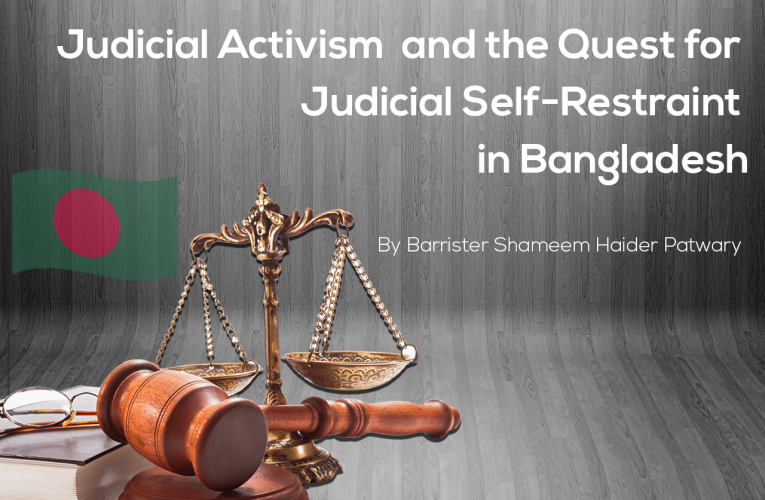 Judicial Activism and the Quest for
Judicial Self-Restraint
in Bangladesh
By Barrister Shameem Haider Patwary